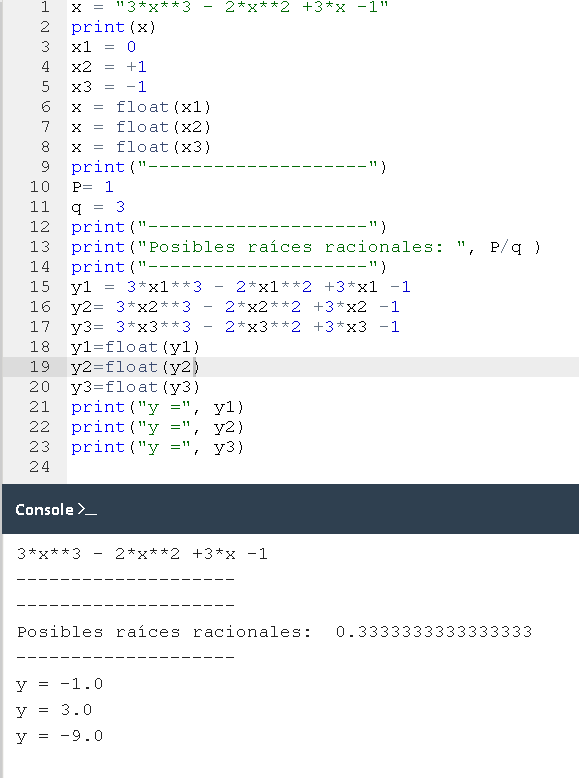 1 x = "3*x**3 - 2*x**2 +3*x -1"
2 print(x)
3 x1 = 0
4 x2 = +1
5 x3 = -1
6 x = float(x1)
7 x = float(x2)
8 x = float(x3)
9 print("--------------------")
10 P= 1
11 q = 3
12 print("--------------------")
13 print("Posibles raíces racionales: ", P/q )
14 print("--------------------")
15 y1 = 3*x1**3 - 2*x1**2 +3*x1 -1
16 y2= 3*x2**3 - 2*x2**2 +3*x2 -1
17 y3= 3*x3**3 - 2*x3**2 +3*x3 -1
18 y1=float(y1)
19 y2=float(y2)
20 y3=float(y3)
21 print("y =", y1)
22 print("y =", y2)
23 print("y =", y3)
24
Console >_
3*x**3 - 2*x**2 +3*x -1
--------------------
--------------------
Posibles raíces racionales:  0.3333333333333333
--------------------
y = -1.0
y = 3.0
y = -9.0